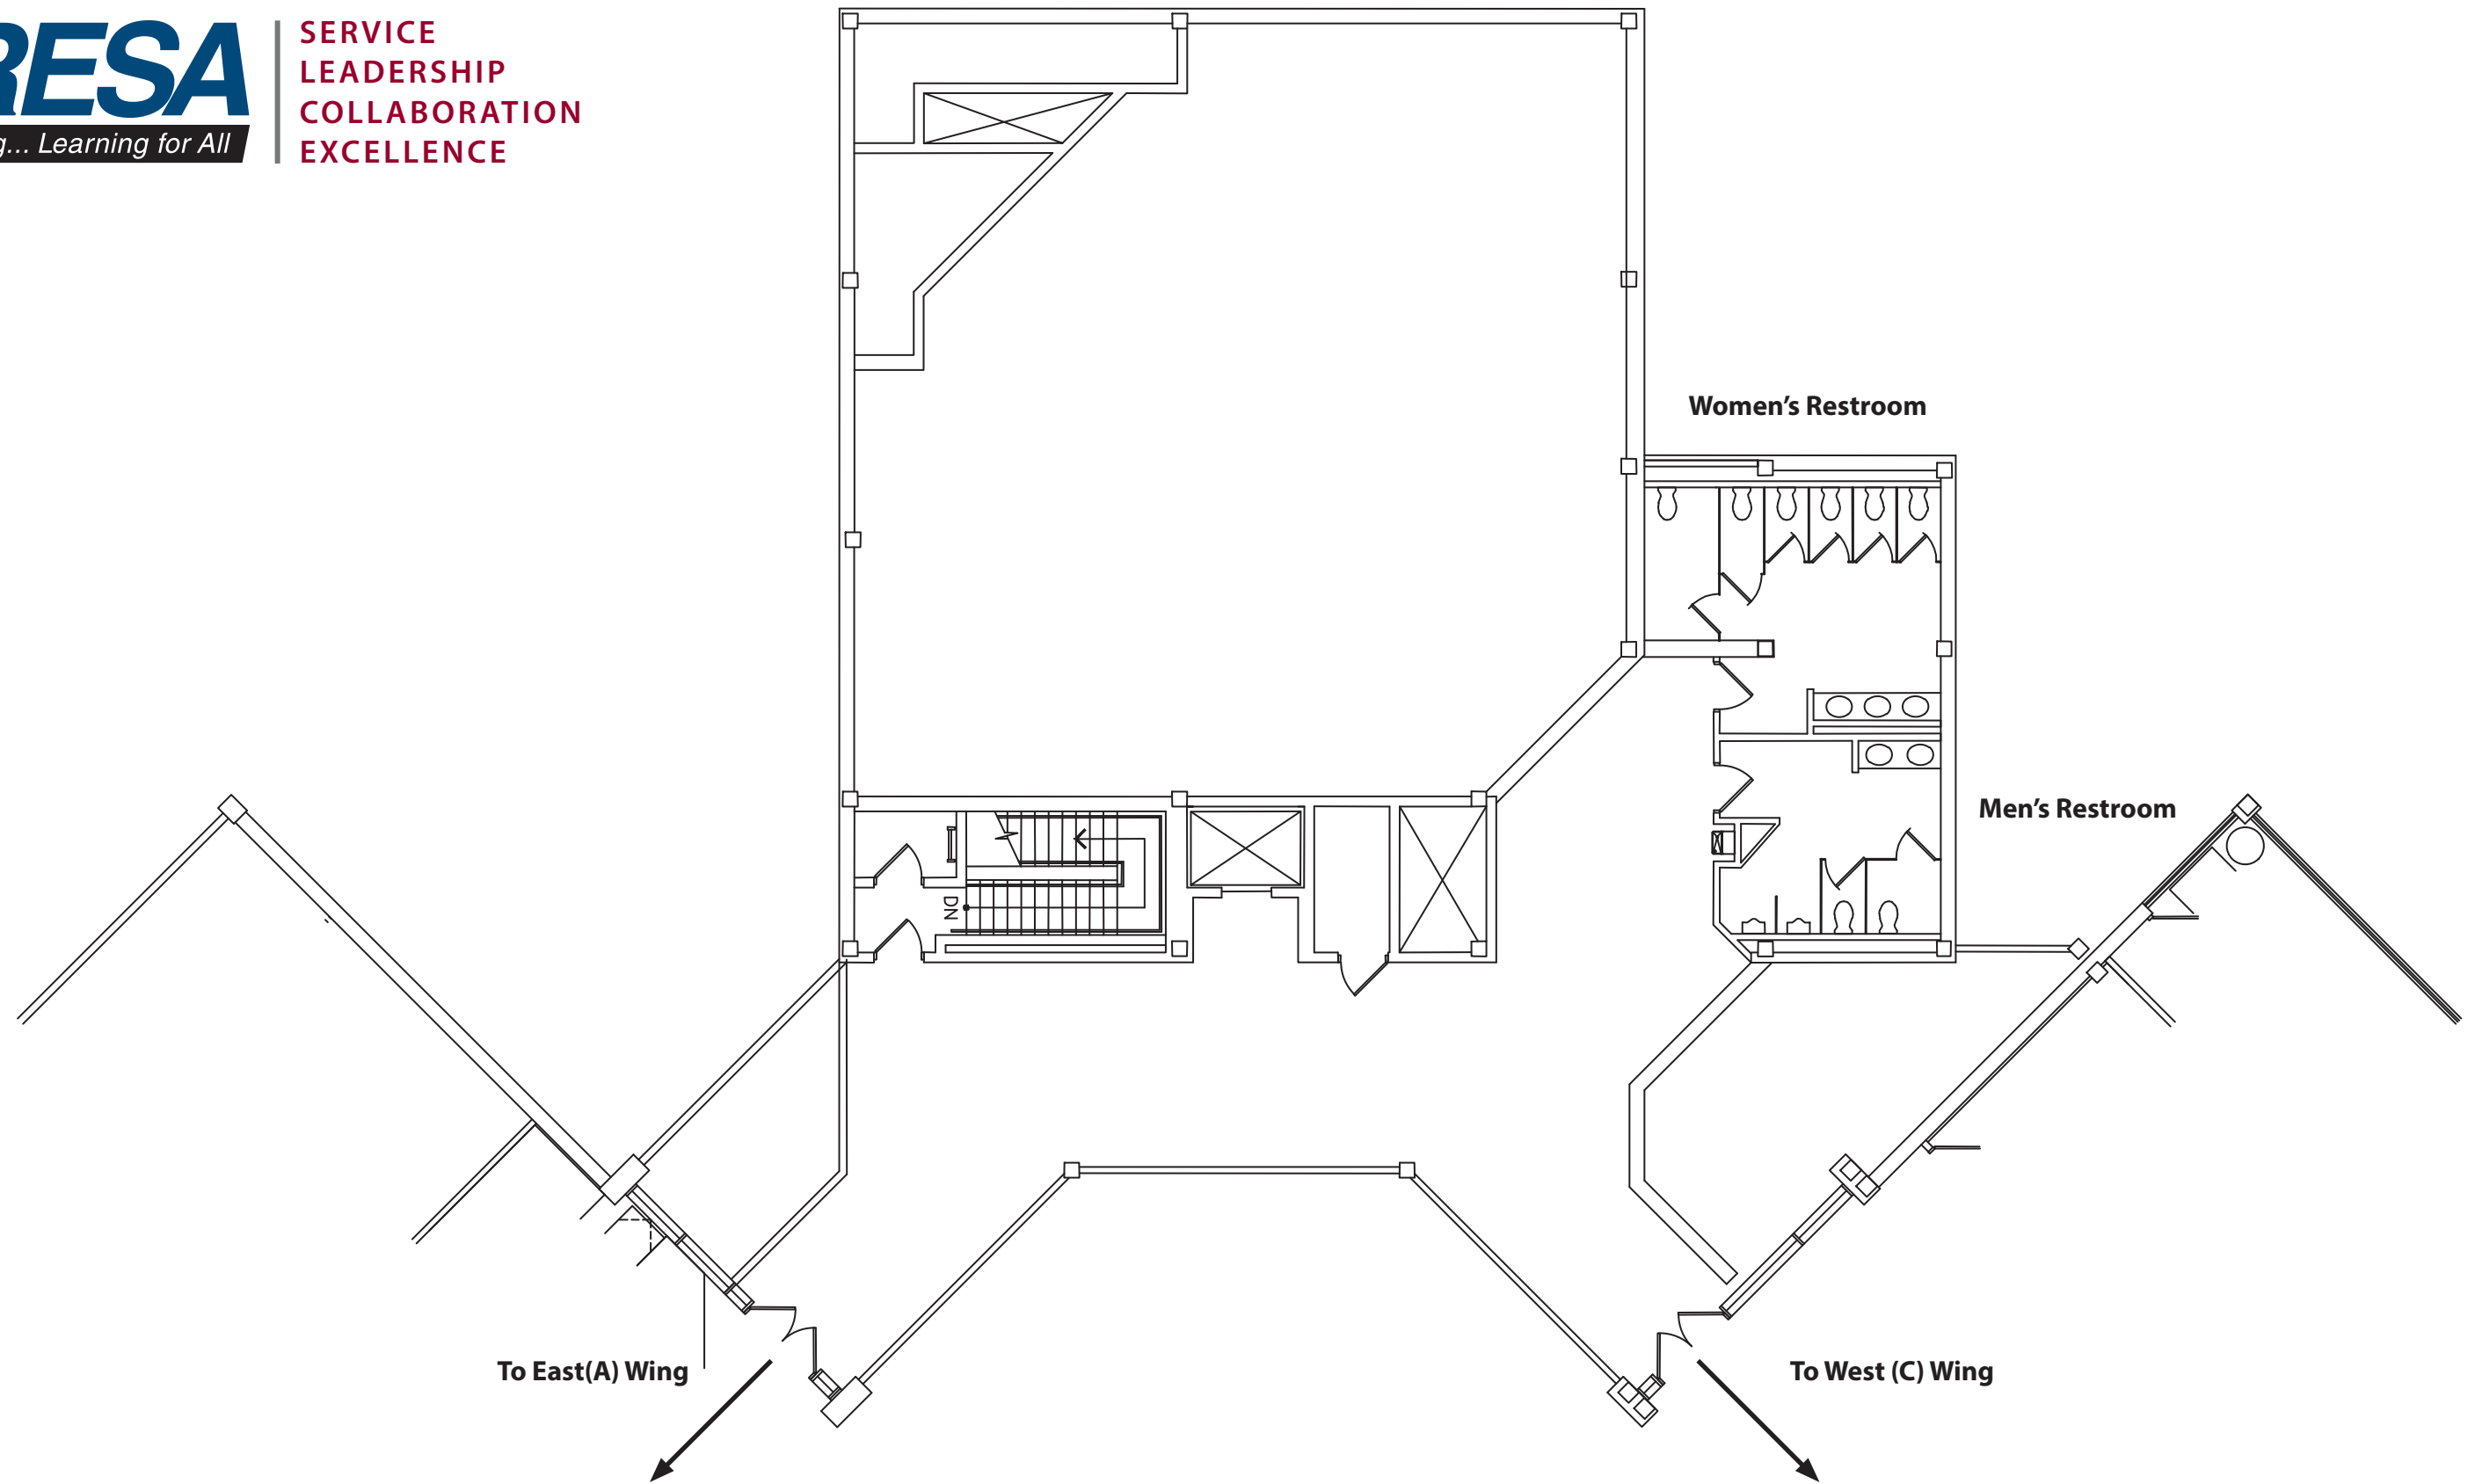 RESA
... Learning for All
SERVICE
LEADERSHIP
COLLABORATION
EXCELLENCE
Women’s Restroom
Men’s Restroom
DN
To East(A) Wing
To West (C) Wing